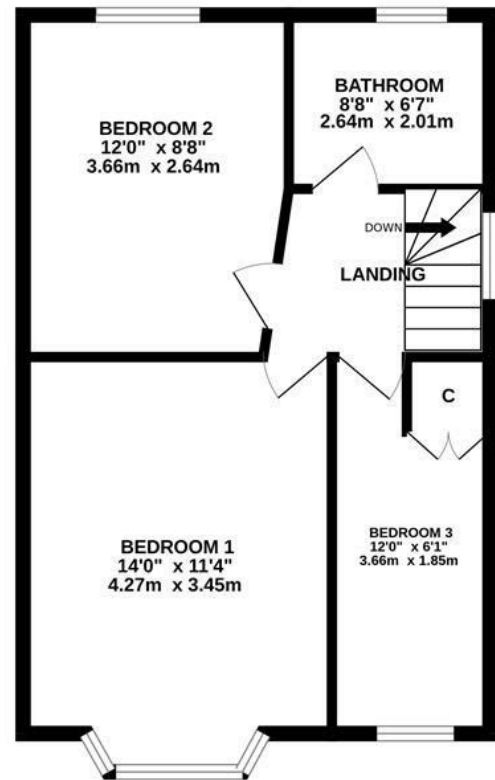 BATHROOM
8'8" x 6'7"
2.64m x 2.01m
BEDROOM 2
12'0" x 8'8"
3.66m x 2.64m
DOWN
LANDING
C
BEDROOM 3
12'0" x 6'1"
3.66m x 1.85m
BEDROOM 1
14'0" x 11'4"
4.27m x 3.45m